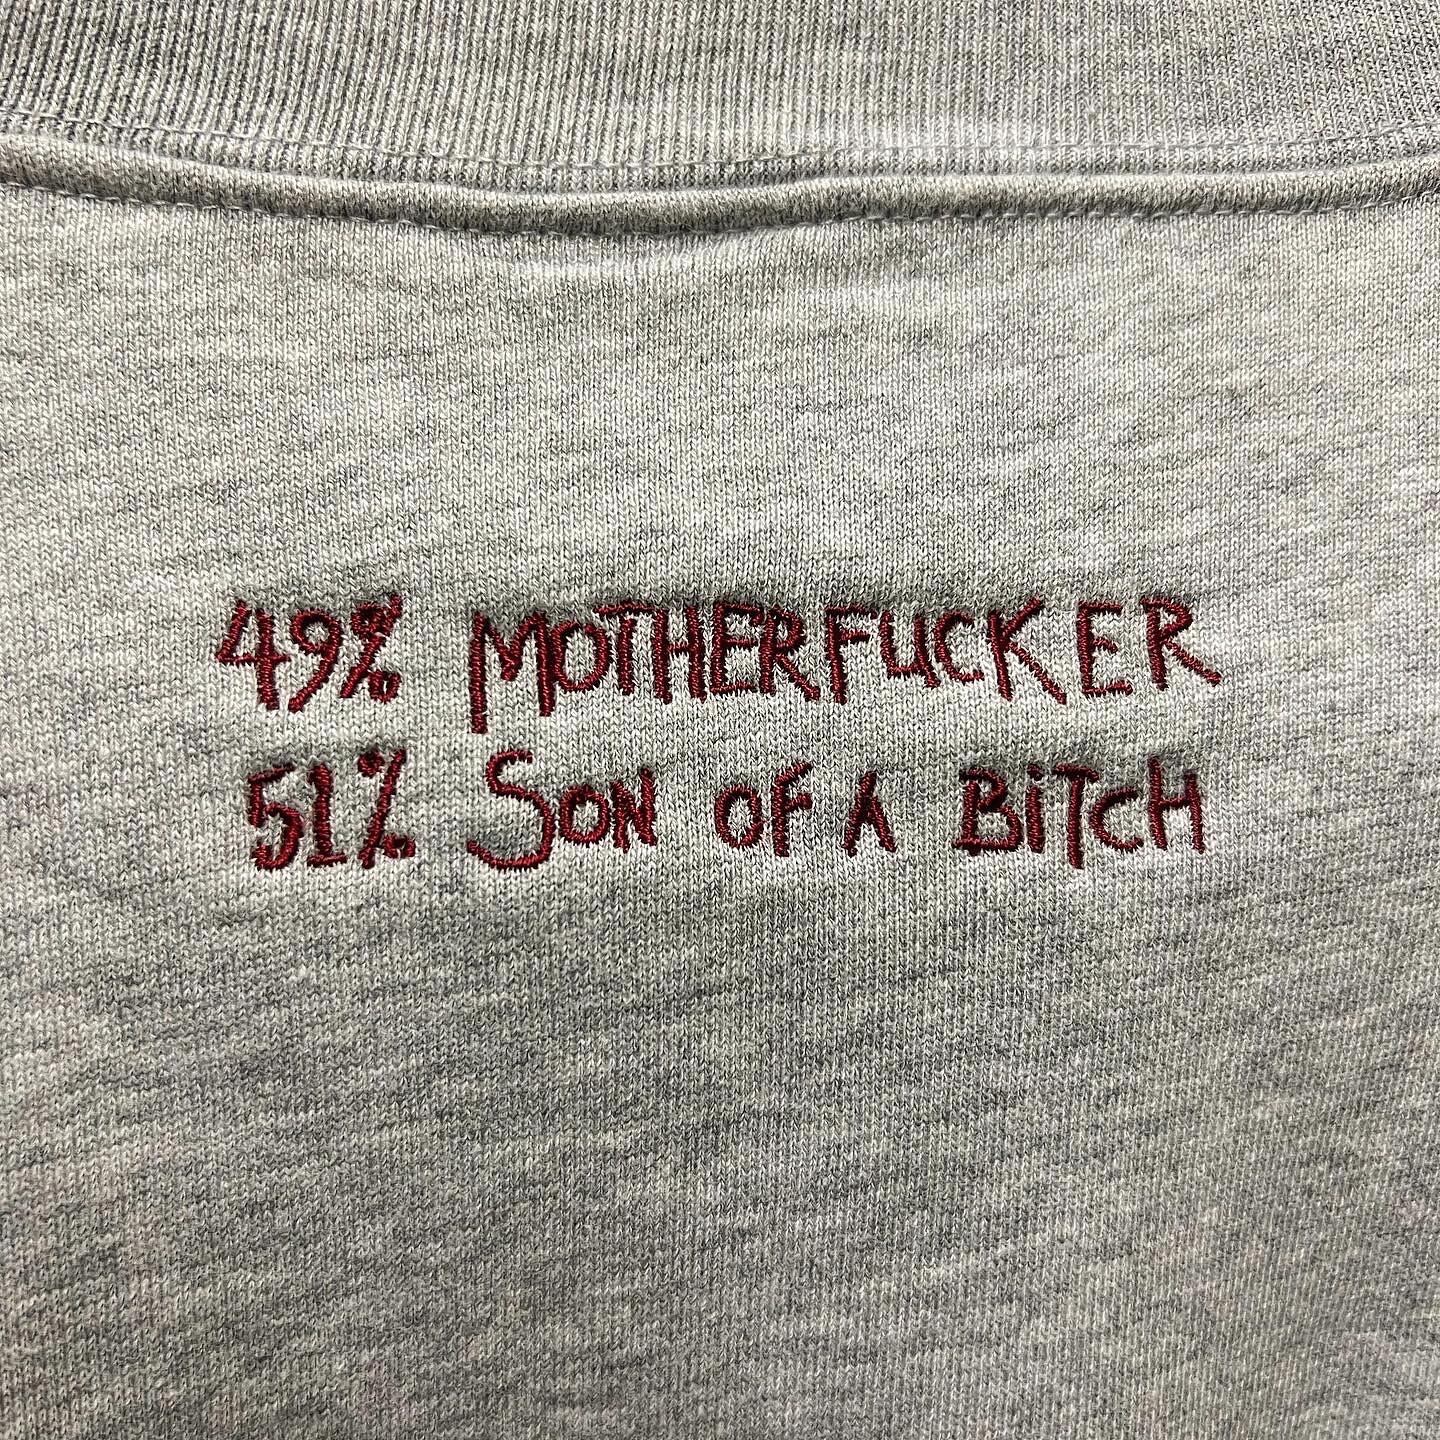 49% MOTHERFUCKER
51% SON OF A BiTcH